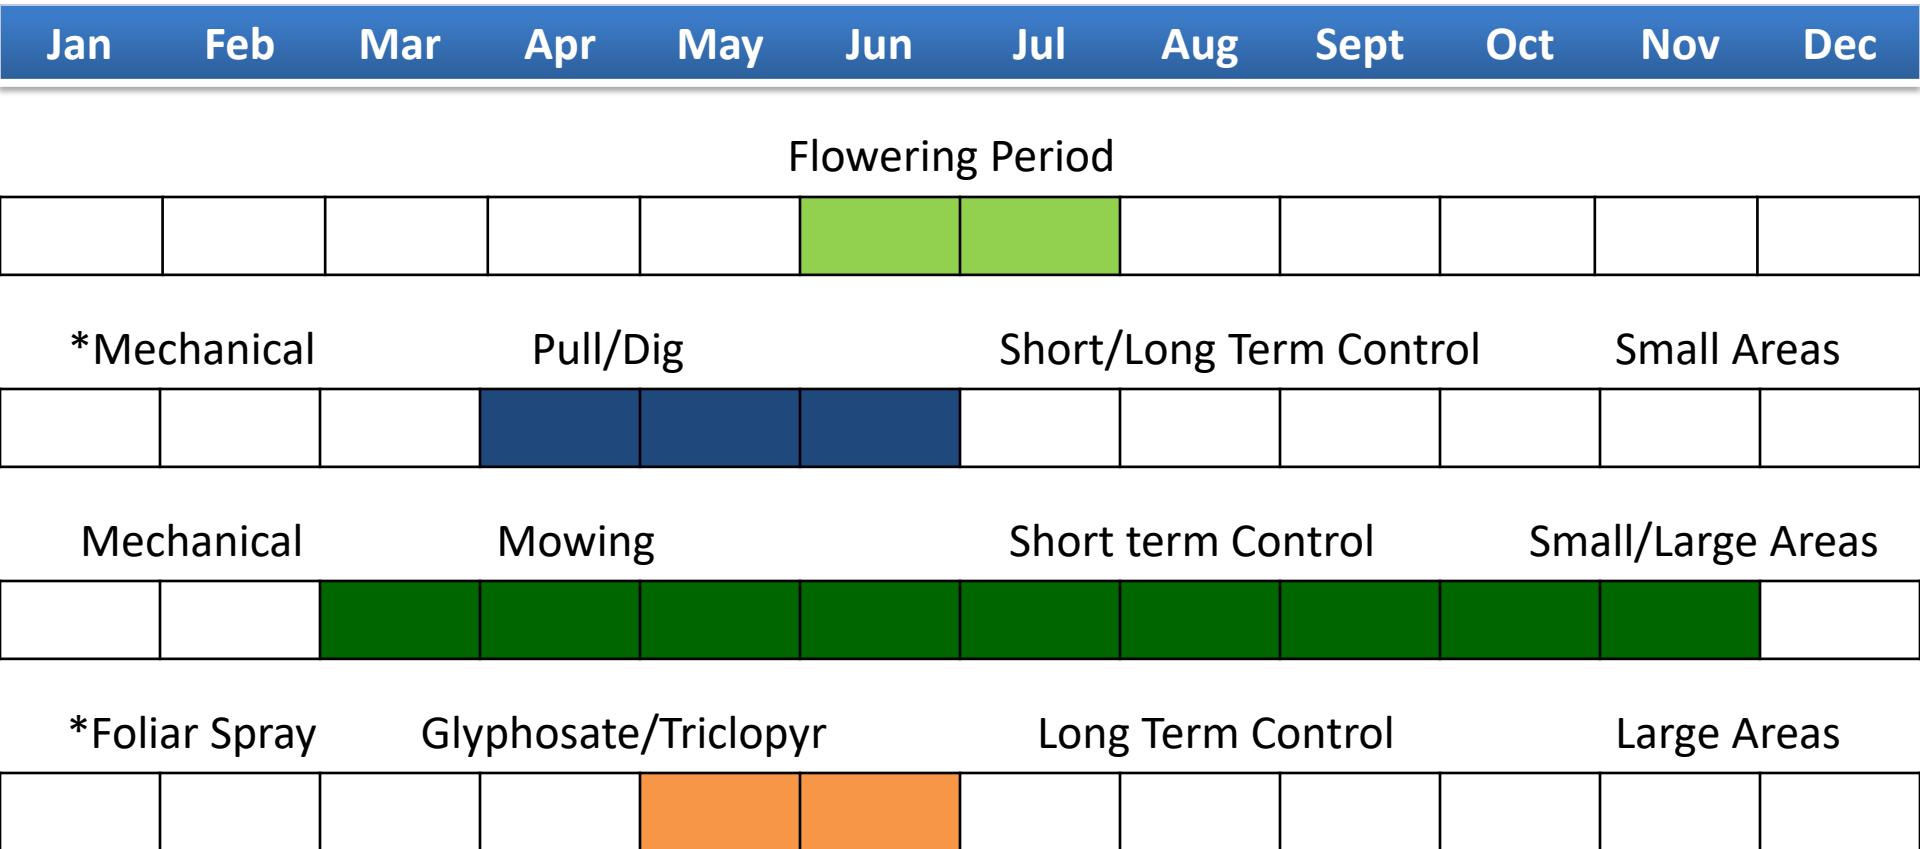 Jan Feb Mar Apr May Jun Jul Aug Sept Oct Nov Dec
Flowering Period
*Mechanical Pull/Dig Short/Long Term Control Small Areas
Mechanical Mowing Short term Control Small/Large Areas
*Foliar Spray Glyphosate/Triclopyr Long Term Control Large Areas